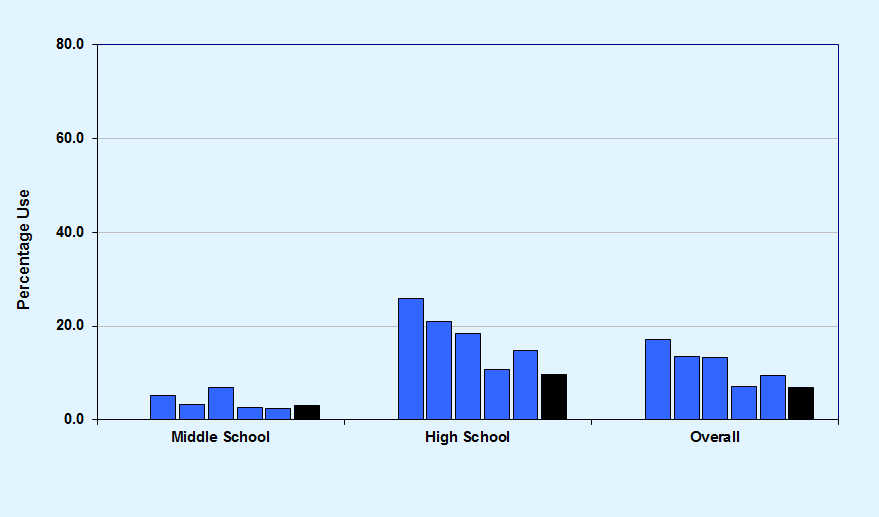 80.0
60.0
40.0
20.0
0.0
Percentage Use
Middle School
High School
Overall